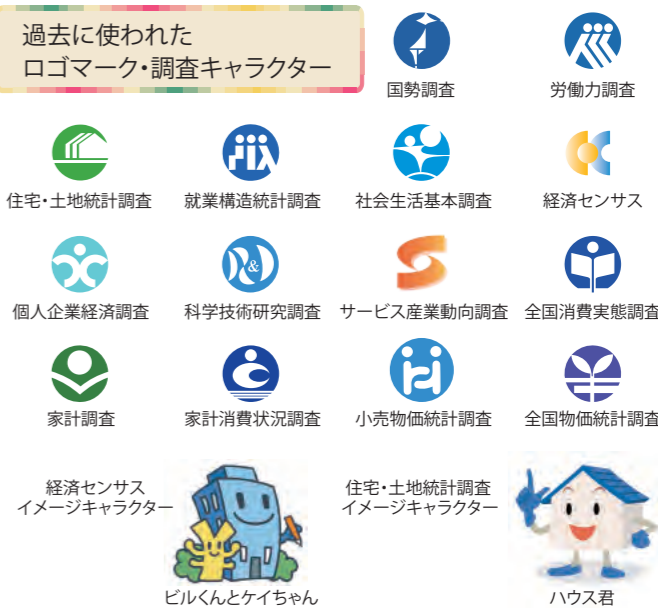 過去に使われた
ロゴマーク・調査キャラクター
国勢調査
労働力調査
住宅・土地統計調査
就業構造統計調査
社会生活基本調査
経済センサス
個人企業経済調査
R&D
科学技術研究調査
サービス産業動向調査
全国消費実態調査
家計調査
家計消費状況調査
小売物価統計調査
全国物価統計調査
経済センサス
イメージキャラクター
ビルくんとケイちゃん
住宅・土地統計調査
イメージキャラクター
ハウス君